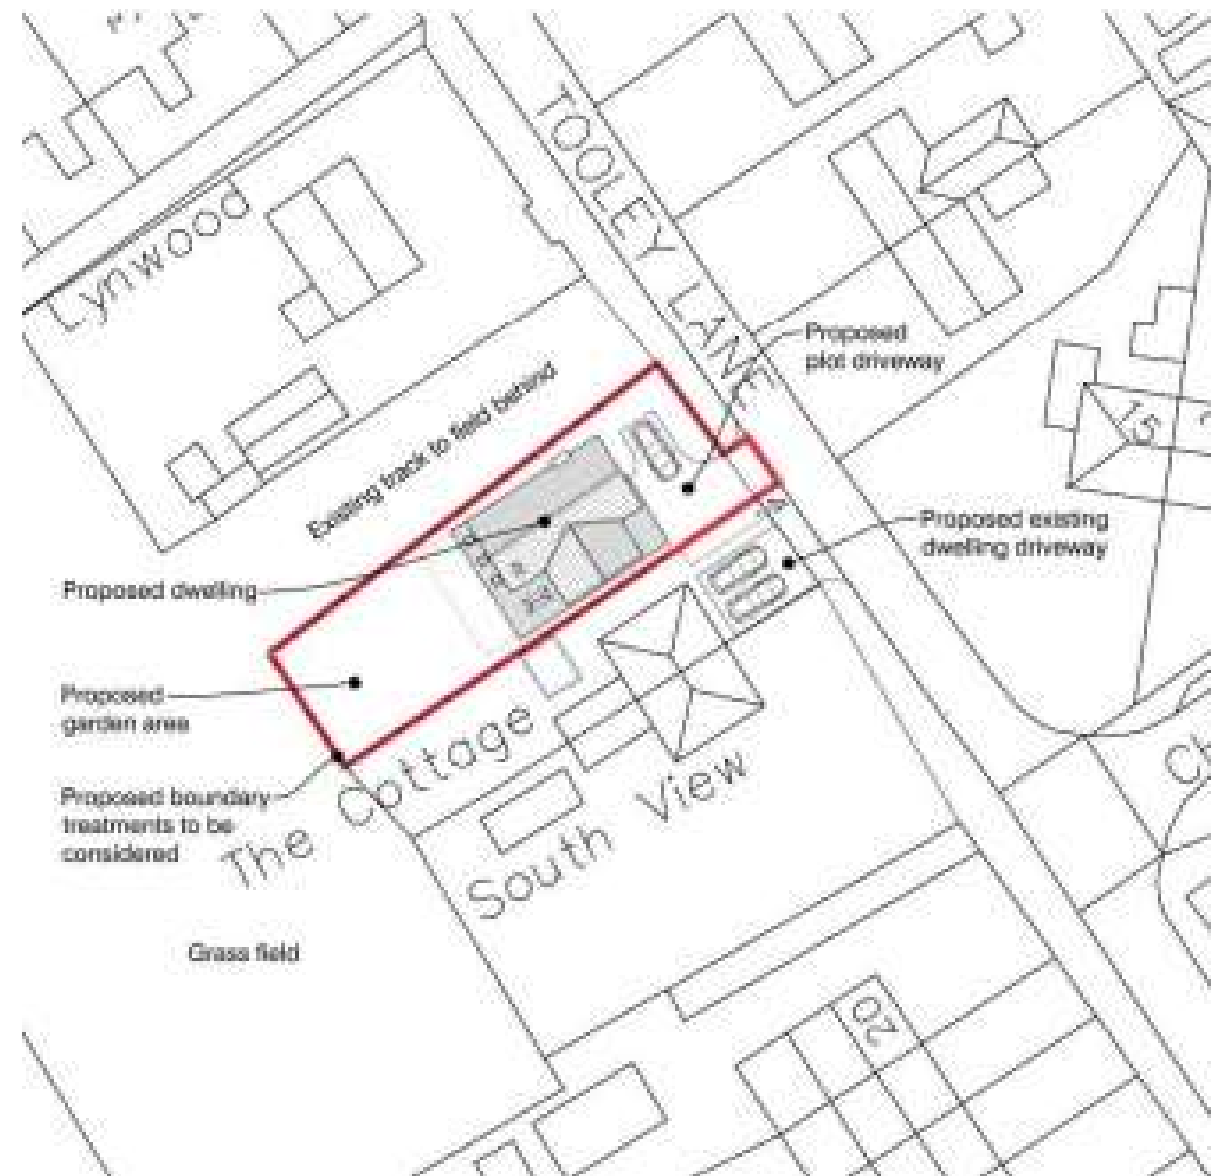 Lynwood
TOOLEY LANE
Proposed
plot driveway
15
Existing track to field behind
Proposed existing
dwelling driveway
Proposed dwelling
Proposed
garden area
Proposed boundary
treatments to be
considered
The Cottage
South View
Ch
Grass field
20